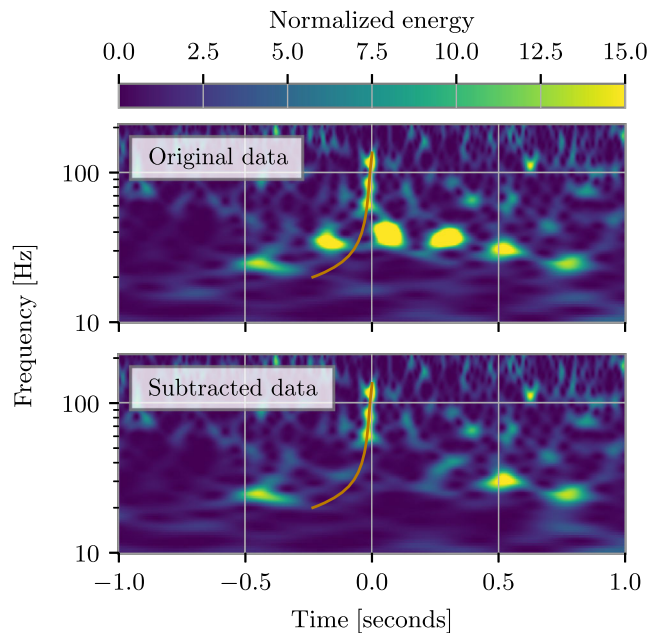 Normalized energy
0.0 2.5 5.0 7.5 10.0 12.5 15.0
Original data
100
10
Subtracted data
100
10
Frequency [Hz]
−1.0 −0.5 0.0 0.5 1.0
Time [seconds]